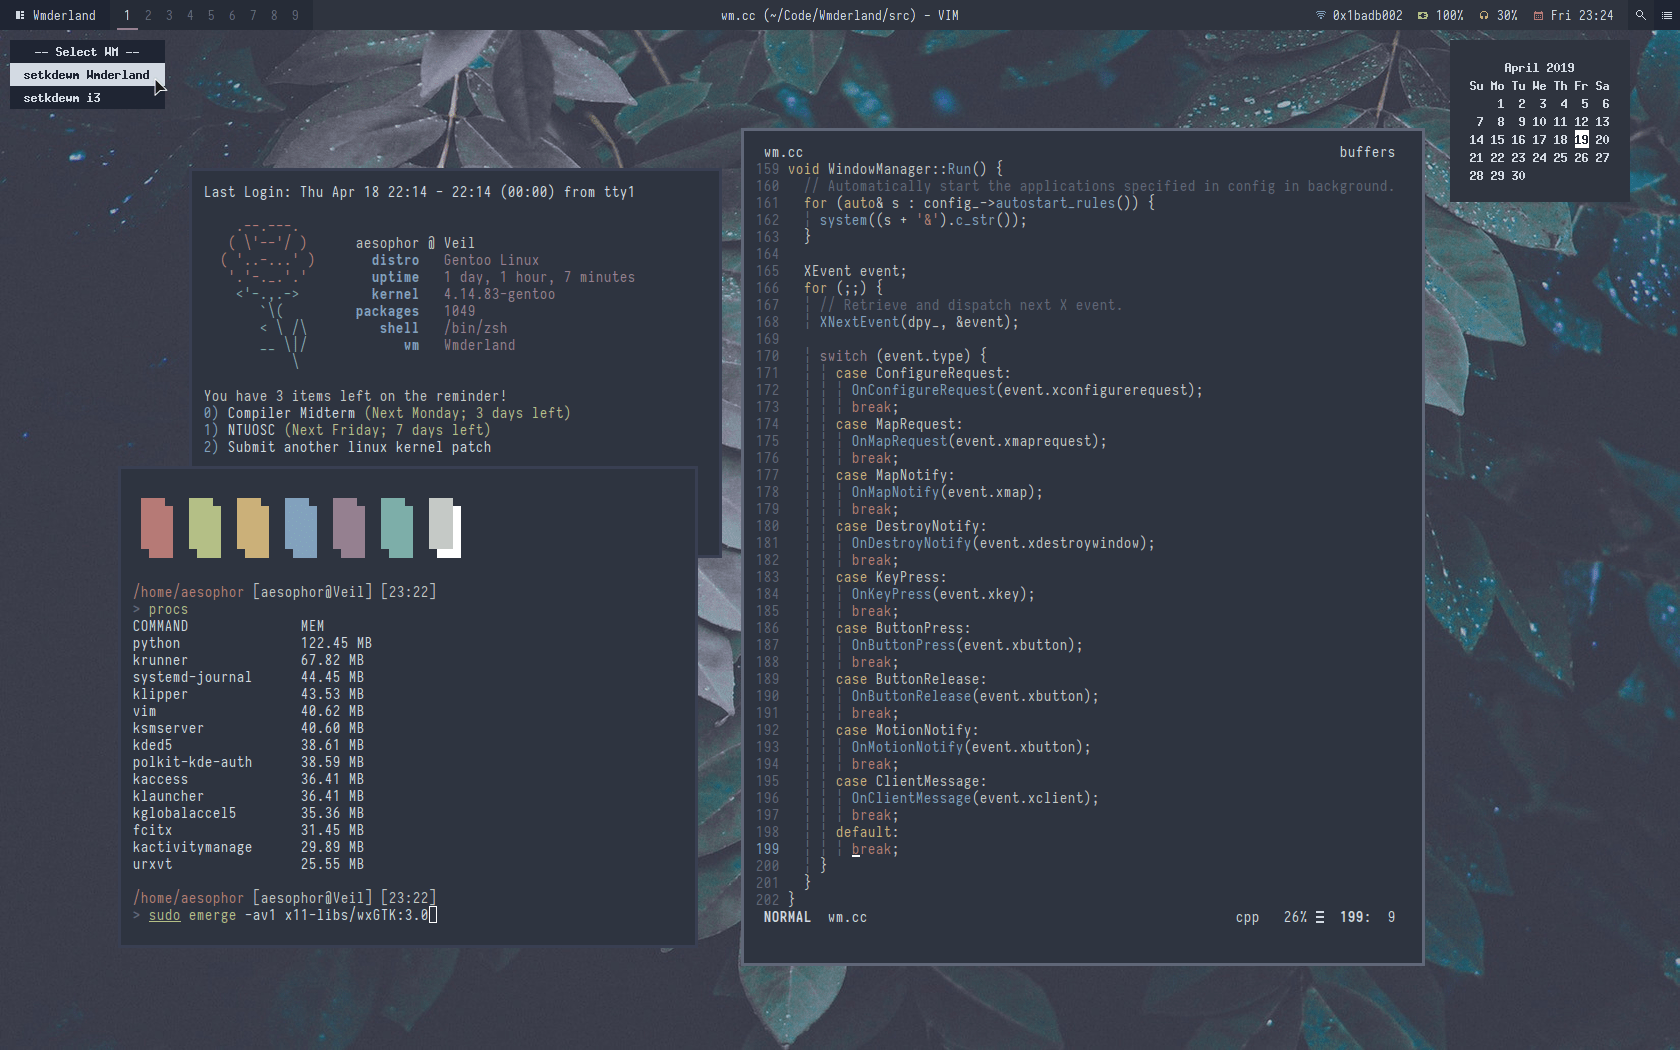 Wmderland 1 2 3 4 5 6 7 8 9 wm.cc (~/Code/Wmderland/src) - VIM 0x1badb002 100% 30% Fri 23:24
-- Select WM --
setkdewm Wmderland
setkdewm i3
April 2019
Su Mo Tu We Th Fr Sa
1 2 3 4 5 6
7 8 9 10 11 12 13
14 15 16 17 18 19 20
21 22 23 24 25 26 27
28 29 30
Last Login: Thu Apr 18 22:14 - 22:14 (00:00) from tty1
aesophor @ Veil
distro Gentoo Linux
uptime 1 day, 1 hour, 7 minutes
kernel 4.14.83-gentoo
packages 1049
shell /bin/zsh
wm Wmderland
You have 3 items left on the reminder!
0) Compiler Midterm (Next Monday; 3 days left)
1) NTUOSC (Next Friday; 7 days left)
2) Submit another linux kernel patch
/home/aesophor [aesophor@Veil] [23:22]
> procs
COMMAND MEM
python 122.45 MB
krunner 67.82 MB
systemd-journal 44.45 MB
klipper 43.53 MB
vim 40.62 MB
ksmserver 40.60 MB
kded5 38.61 MB
polkit-kde-auth 38.59 MB
kaccess 36.41 MB
klauncher 36.41 MB
kglobalaccel5 35.36 MB
fcitx 31.45 MB
kactivitymanage 29.89 MB
urxvt 25.55 MB
/home/aesophor [aesophor@Veil] [23:22]
> sudo emerge -av1 x11-libs/wxGTK:3.0
wm.cc buffers
159 void WindowManager::Run() {
160 // Automatically start the applications specified in config in background.
161 for (auto& s : config_->autostart_rules()) {
162 system((s + '&').c_str());
163 }
164
165 XEvent event;
166 for (;;) {
167 // Retrieve and dispatch next X event.
168 XNextEvent(dpy_, &event);
169
170 switch (event.type) {
171 case ConfigureRequest:
172 OnConfigureRequest(event.xconfigurerequest);
173 break;
174 case MapRequest:
175 OnMapRequest(event.xmaprequest);
176 break;
177 case MapNotify:
178 OnMapNotify(event.xmap);
179 break;
180 case DestroyNotify:
181 OnDestroyNotify(event.xdestroywindow);
182 break;
183 case KeyPress:
184 OnKeyPress(event.xkey);
185 break;
186 case ButtonPress:
187 OnButtonPress(event.xbutton);
188 break;
189 case ButtonRelease:
190 OnButtonRelease(event.xbutton);
191 break;
192 case MotionNotify:
193 OnMotionNotify(event.xbutton);
194 break;
195 case ClientMessage:
196 OnClientMessage(event.xclient);
197 break;
198 default:
199 break;
200 }
201 }
202 }
NORMAL wm.cc cpp 26% ☰ 199: 9